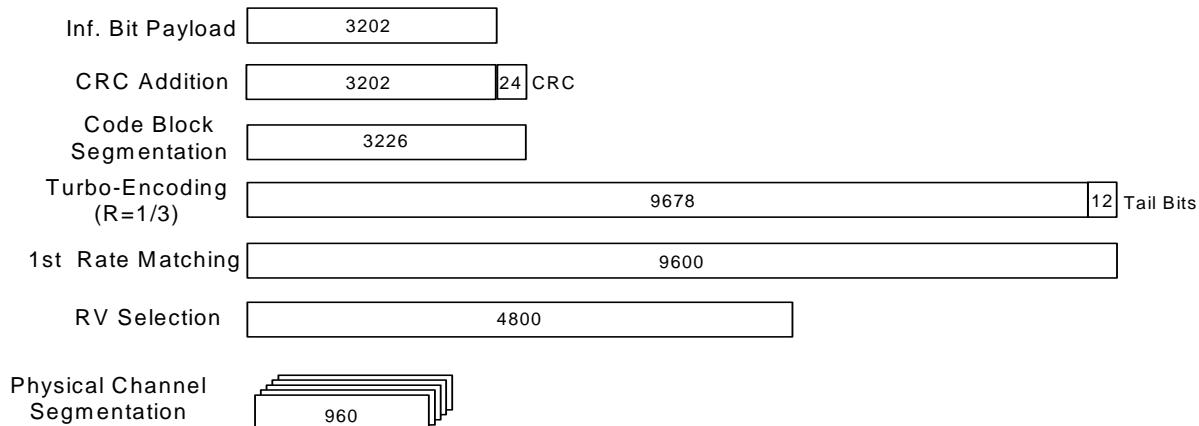 Inf. Bit Payload
3202
CRC Addition
3202
24
CRC
Code Block
Segmentation
3226
Turbo-Encoding
(R=1/3)
9678
12
Tail Bits
1st Rate Matching
9600
RV Selection
4800
Physical Channel
Segmentation
960